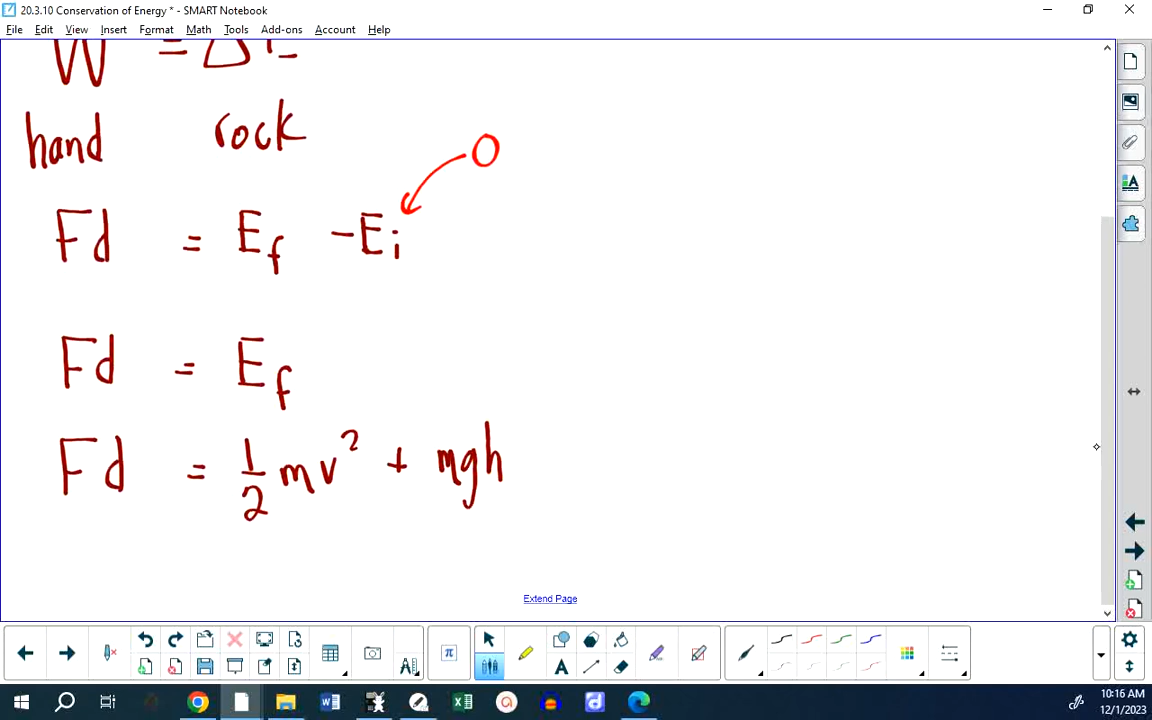 20.3.10 Conservation of Energy * - SMART Notebook
File Edit View Insert Format Math Tools Add-ons Account Help
W = ΔE
hand rock
0
Fd = Ef - Ei
Fd = Ef
Fd = 1/2 mv² + mgh
Extend Page
π
A
10:16 AM
12/1/2023